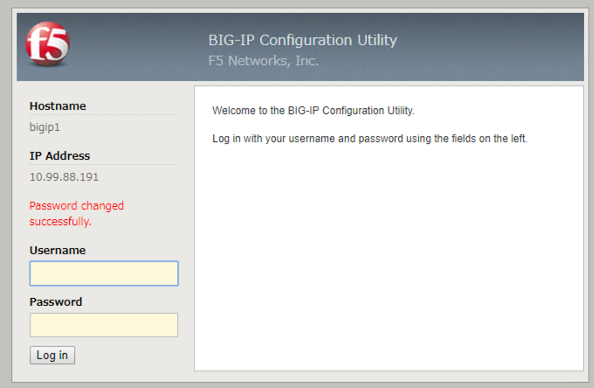 f5
BIG-IP Configuration Utility
F5 Networks, Inc.
Hostname
bigip1
IP Address
10.99.88.191
Password changed
successfully.
Username
Password
Log in
Welcome to the BIG-IP Configuration Utility.
Log in with your username and password using the fields on the left.